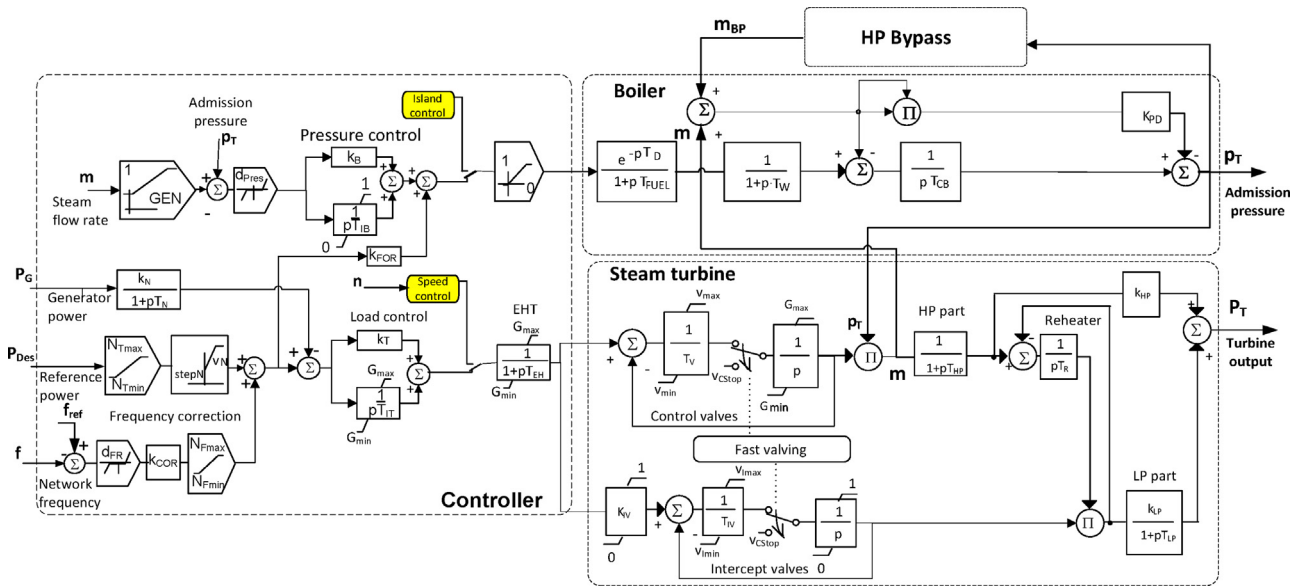 HP Bypass
m_BP
Boiler
Σ
+
+
m
Π
K_PD
e^-pT_D
1+p T_FUEL
1
1+p T_W
+
-
Σ
1
p T_CB
+
-
Σ
p_T
Admission
pressure
Island
control
Admission
pressure
p_T
Pressure control
m
Steam
flow rate
1
GEN
+
-
Σ
d_Pres
k_B
1
1
pT_IB
0
+
+
Σ
+
+
Σ
1
0
k_FOR
P_G
Generator
power
k_N
1+pT_N
n
Speed
control
Load control
P_Des
Reference
power
N_Tmax
N_Tmin
stepN
v_N
+
+
Σ
+
-
Σ
k_T
G_max
1
pT_IT
G_min
+
+
Σ
EHT
G_max
1
1+pT_EH
G_min
Frequency correction
f_ref
f
-
+
Σ
Network
frequency
d_FR
k_COR
N_Fmax
N_Fmin
Controller
Steam turbine
+
-
Σ
v_max
1
T_V
v_min
v_CStop
G_max
1
p
G_min
Control valves
p_T
Π
m
HP part
1
1+pT_HP
+
-
Σ
Reheater
1
pT_R
k_HP
+
+
Σ
P_T
Turbine
output
Fast valving
1
K_IV
0
+
-
Σ
v_Imax
1
T_IV
v_Imin
v_CStop
1
1
p
0
Intercept valves
Π
LP part
k_LP
1+pT_LP